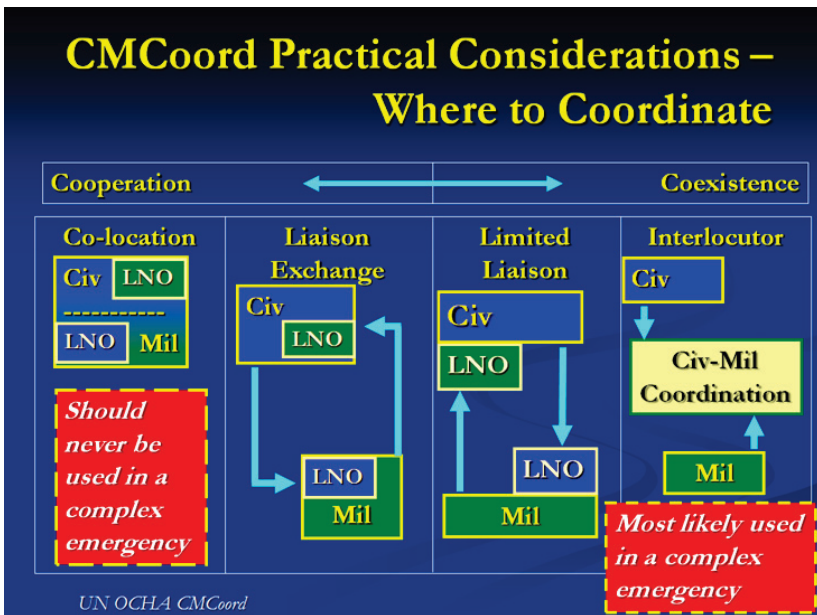 CMCoord Practical Considerations –
Where to Coordinate
Cooperation
Coexistence
Co-location
Civ LNO
-----------
LNO Mil
Should
never be
used in a
complex
emergency
Liaison
Exchange
Civ
LNO
LNO
Mil
Limited
Liaison
Civ
LNO
LNO
Mil
Interlocutor
Civ
Civ-Mil
Coordination
Mil
Most likely used
in a complex
emergency
UN OCHA CMCoord